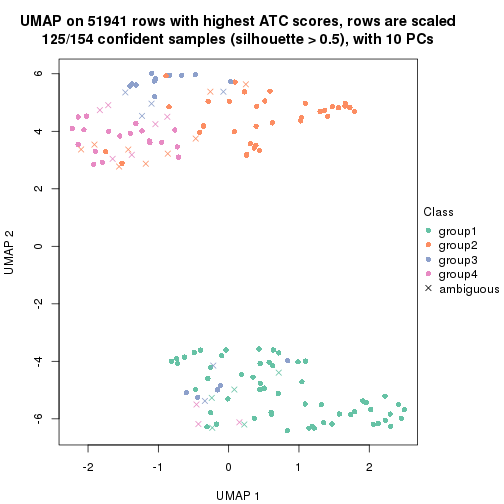 UMAP on 51941 rows with highest ATC scores, rows are scaled
125/154 confident samples (silhouette > 0.5), with 10 PCs
6
4
2
0
-2
-4
-6
UMAP 2
-2
-1
0
1
2
UMAP 1
Class
group1
group2
group3
group4
ambiguous